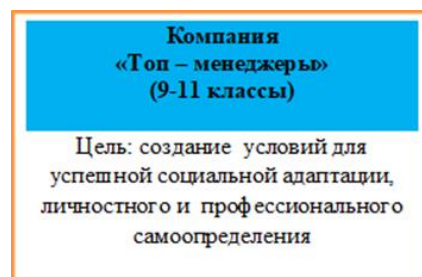 Компания
«Топ – менеджеры»
(9-11 классы)
Цель: создание условий для
успешной социальной адаптации,
личностного и профессионального
самоопределения